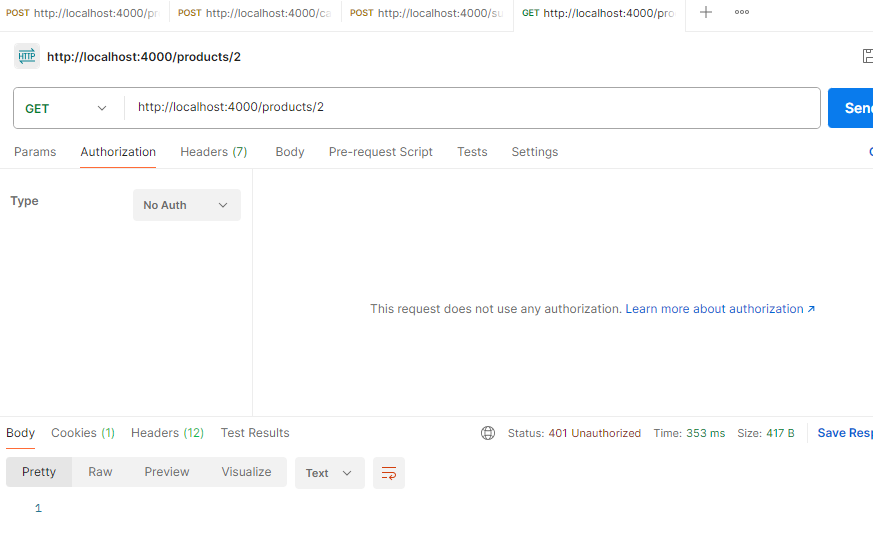 POST http://localhost:4000/pr POST http://localhost:4000/ca POST http://localhost:4000/su GET http://localhost:4000/pro
HTTP http://localhost:4000/products/2
GET http://localhost:4000/products/2 Send
Params Authorization Headers (7) Body Pre-request Script Tests Settings
Type No Auth
This request does not use any authorization. Learn more about authorization ↗
Body Cookies (1) Headers (12) Test Results Status: 401 Unauthorized Time: 353 ms Size: 417 B Save Resp
Pretty Raw Preview Visualize Text
1